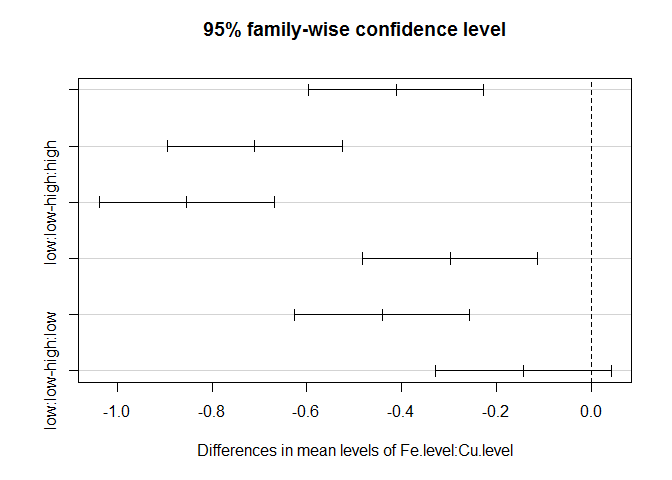 95% family-wise confidence level
low:low-high:high
low:low-high:low
-1.0 -0.8 -0.6 -0.4 -0.2 0.0
Differences in mean levels of Fe.level:Cu.level